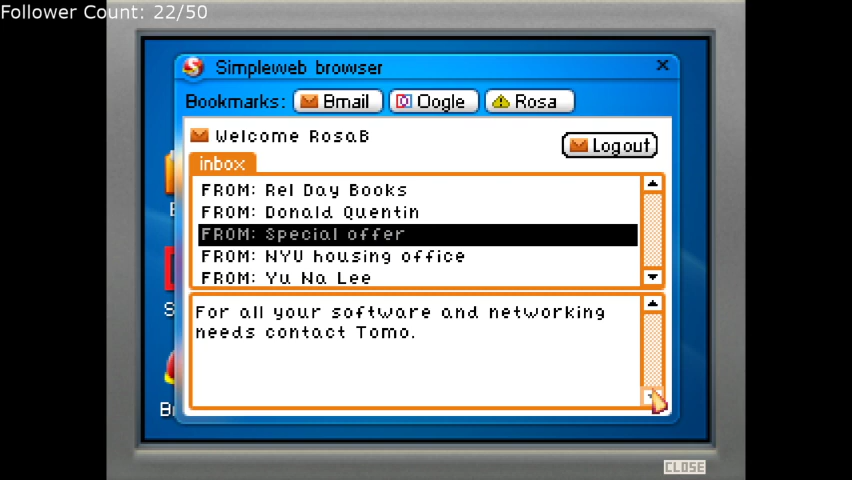 Follower Count: 22/50
Simpleweb browser
Bookmarks: Bmail Oogle Rosa
Welcome RosaB
Logout
inbox
FROM: Rel Day Books
FROM: Donald Quentin
FROM: Special offer
FROM: NYU housing office
FROM: Yu Na Lee
For all your software and networking
needs contact Tomo.
CLOSE